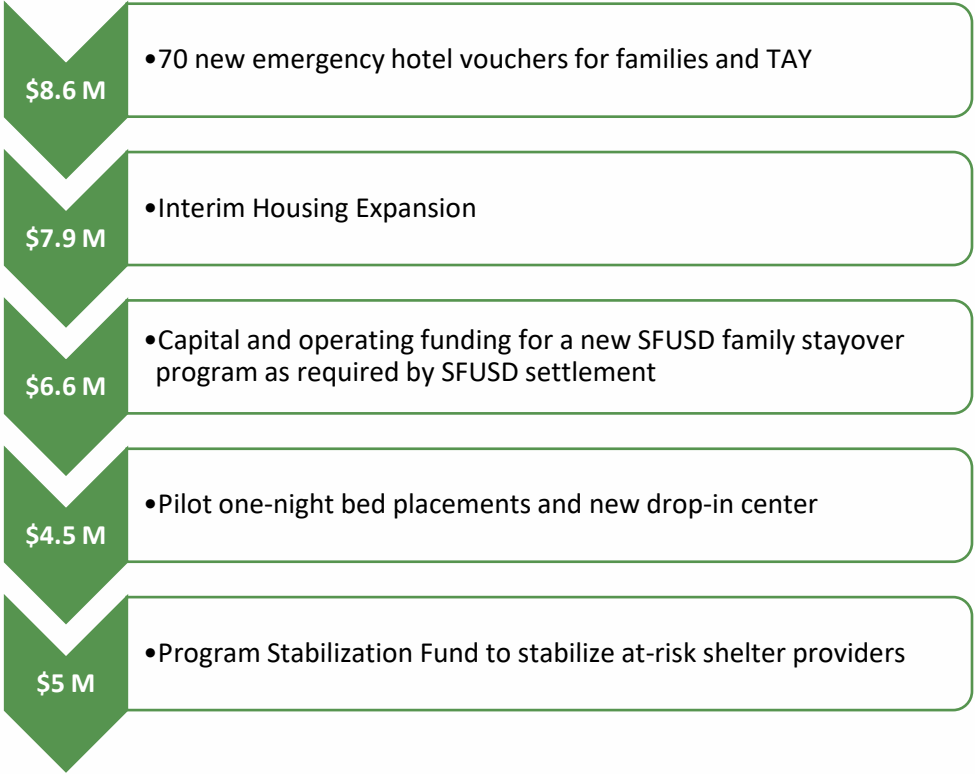 $8.6 M
•70 new emergency hotel vouchers for families and TAY
$7.9 M
•Interim Housing Expansion
$6.6 M
•Capital and operating funding for a new SFUSD family stayover
program as required by SFUSD settlement
$4.5 M
•Pilot one-night bed placements and new drop-in center
$5 M
•Program Stabilization Fund to stabilize at-risk shelter providers